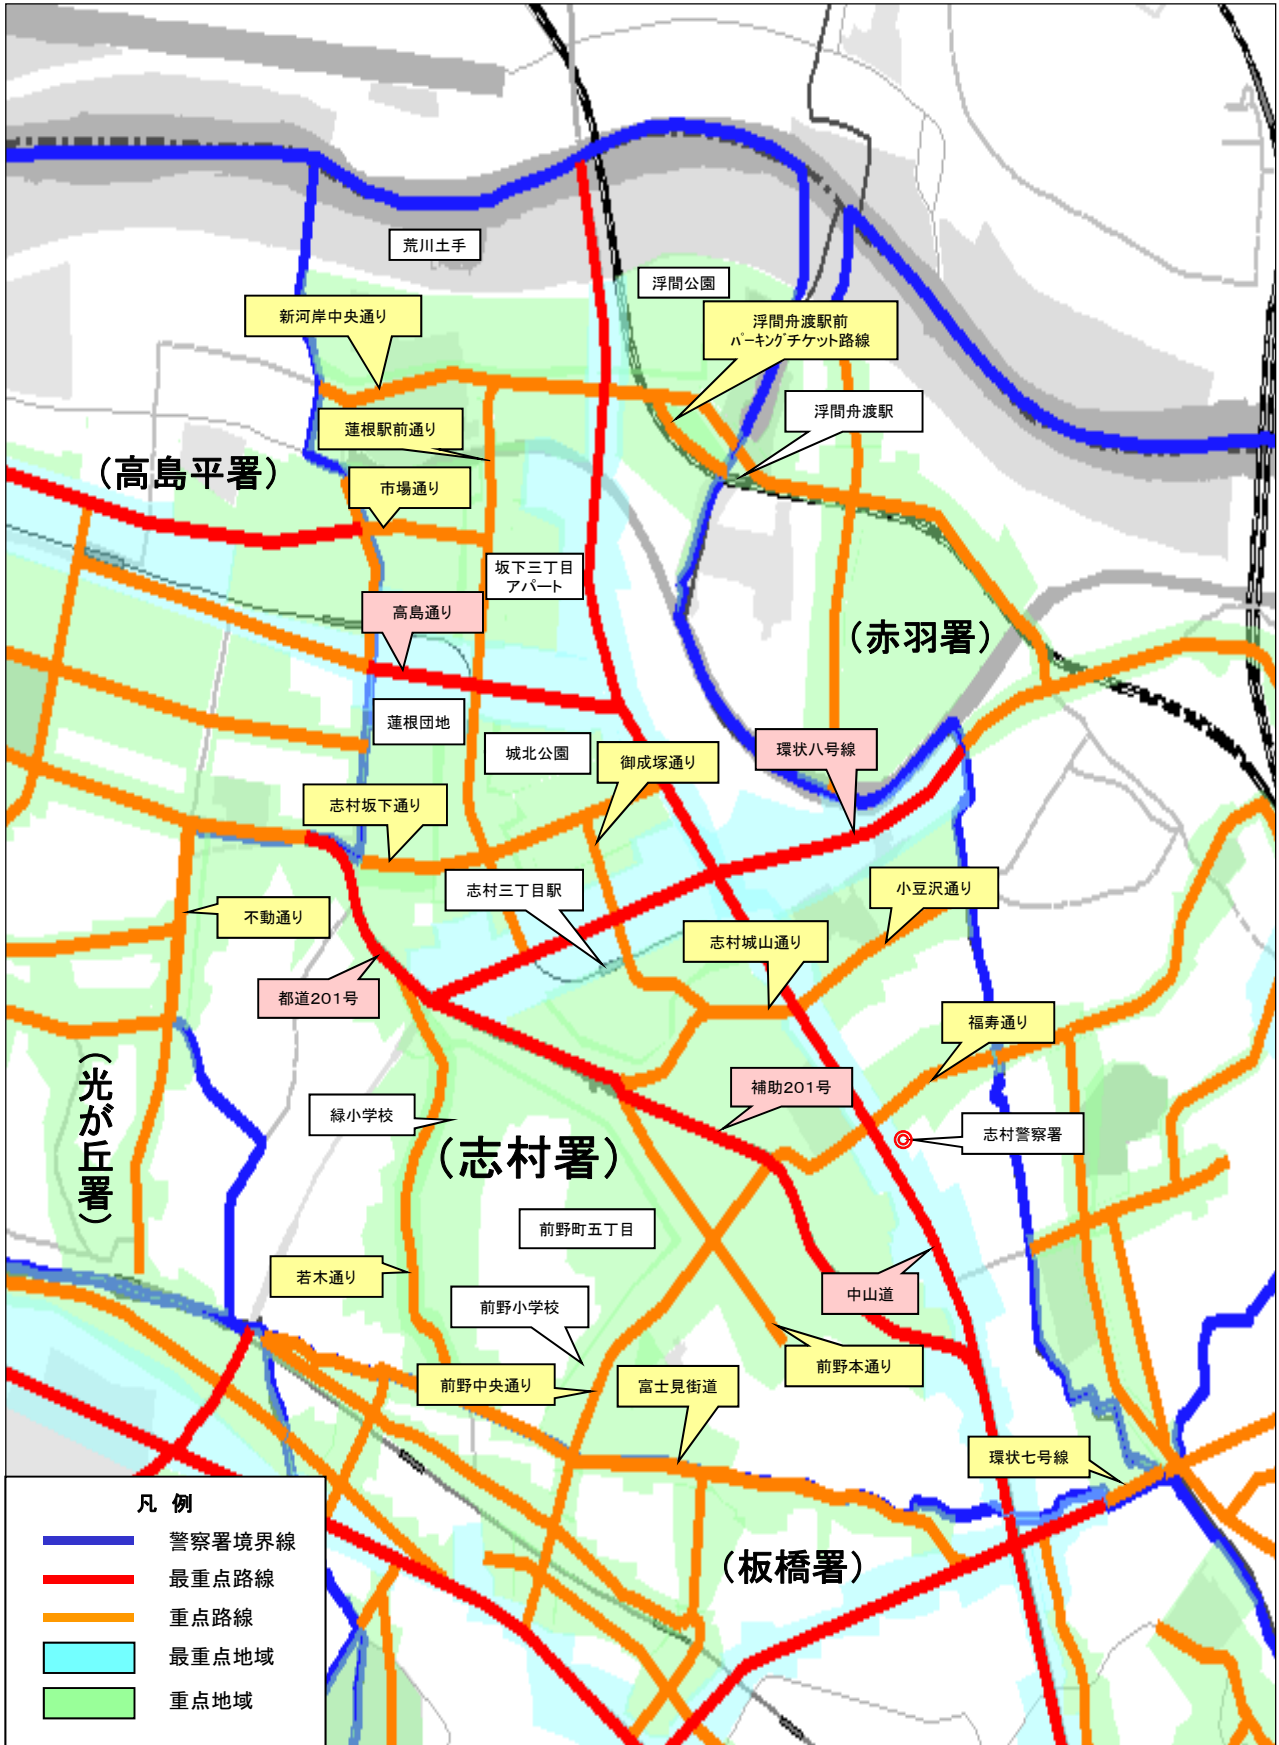 荒川土手
浮間公園
新河岸中央通り
浮間舟渡駅前
パーキングチケット路線
浮間舟渡駅
蓮根駅前通り
(高島平署)
市場通り
坂下三丁目
アパート
高島通り
(赤羽署)
蓮根団地
城北公園
御成塚通り
環状八号線
志村坂下通り
志村三丁目駅
小豆沢通り
不動通り
志村城山通り
都道201号
福寿通り
(光が丘署)
補助201号
緑小学校
(志村署)
志村警察署
前野町五丁目
若木通り
中山道
前野小学校
前野中央通り
富士見街道
前野本通り
環状七号線
(板橋署)
凡 例
警察署境界線
最重点路線
重点路線
最重点地域
重点地域